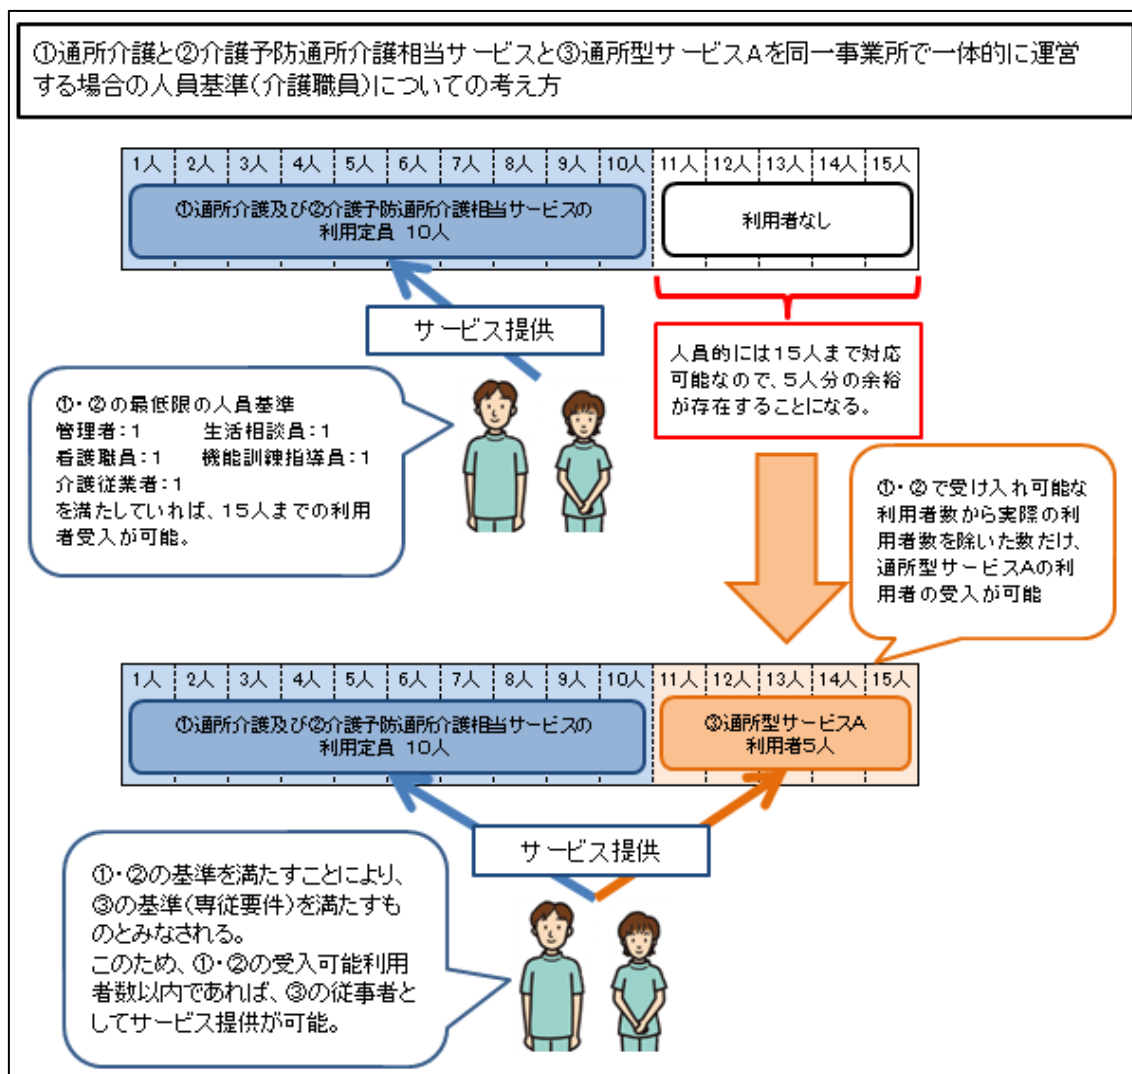 ①通所介護と②介護予防通所介護相当サービスと③通所型サービスAを同一事業所で一体的に運営
する場合の人員基準(介護職員)についての考え方
1人 2人 3人 4人 5人 6人 7人 8人 9人 10人 11人 12人 13人 14人 15人
①通所介護及び②介護予防通所介護相当サービスの
利用定員 10人
利用者なし
サービス提供
人員的には15人まで対応
可能なので、5人分の余裕
が存在することになる。
①・②の最低限の人員基準
管理者:1 生活相談員:1
看護職員:1 機能訓練指導員:1
介護従業者:1
を満たしていれば、15人までの利用
者受入が可能。
①・②で受け入れ可能な
利用者数から実際の利
用者数を除いた数だけ、
通所型サービスAの利
用者の受入が可能
1人 2人 3人 4人 5人 6人 7人 8人 9人 10人 11人 12人 13人 14人 15人
①通所介護及び②介護予防通所介護相当サービスの
利用定員 10人
③通所型サービスA
利用者5人
サービス提供
①・②の基準を満たすことにより、
③の基準(専従要件)を満たすも
のとみなされる。
このため、①・②の受入可能利用
者数以内であれば、③の従事者と
してサービス提供が可能。